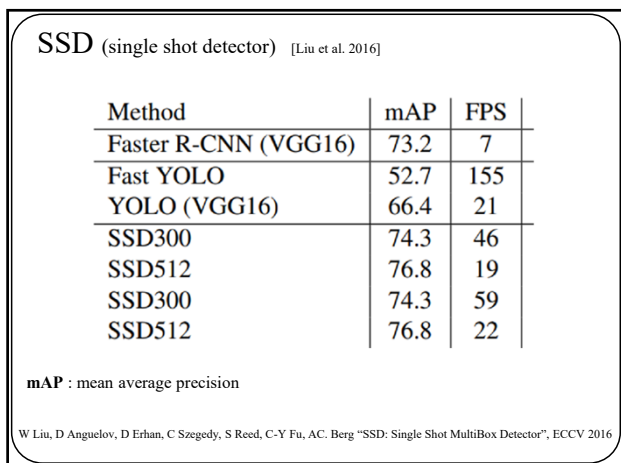 SSD (single shot detector) [Liu et al. 2016]
Method mAP FPS
Faster R-CNN (VGG16) 73.2 7
Fast YOLO 52.7 155
YOLO (VGG16) 66.4 21
SSD300 74.3 46
SSD512 76.8 19
SSD300 74.3 59
SSD512 76.8 22
mAP : mean average precision
W Liu, D Anguelov, D Erhan, C Szegedy, S Reed, C-Y Fu, AC. Berg “SSD: Single Shot MultiBox Detector”, ECCV 2016